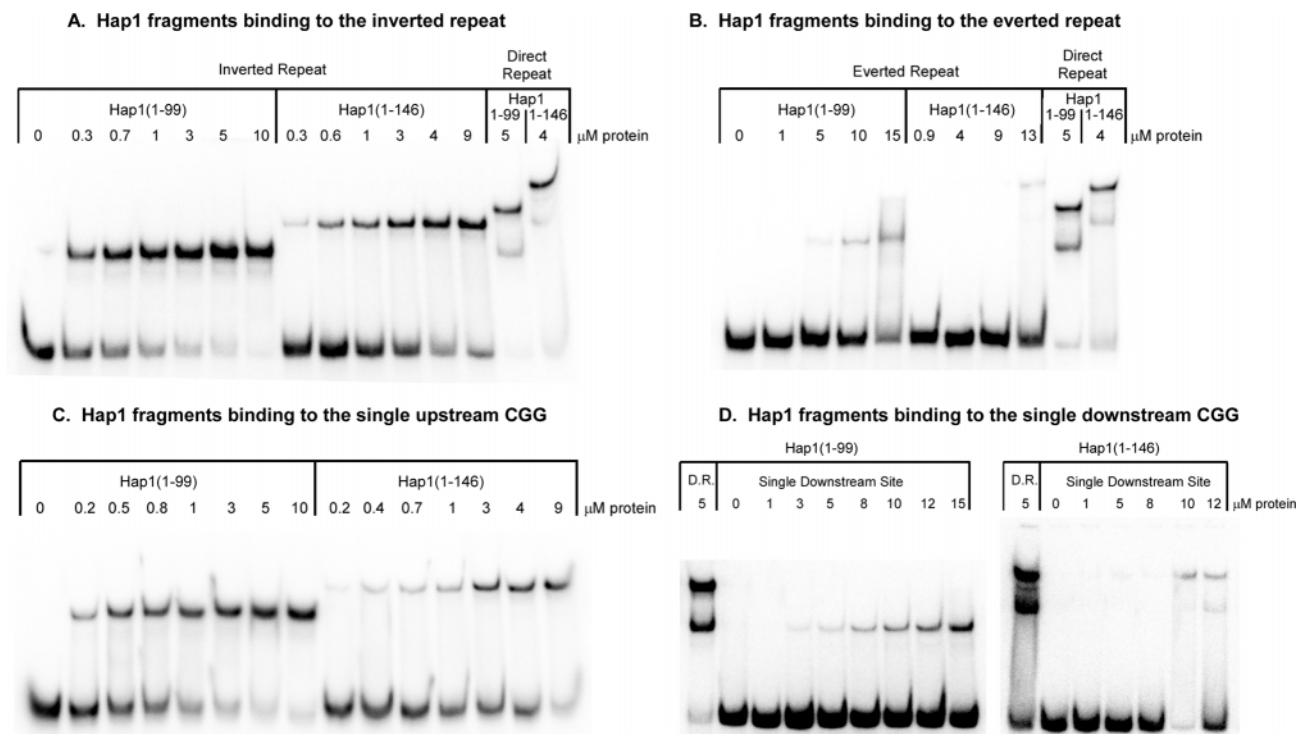 A. Hap1 fragments binding to the inverted repeat
Inverted Repeat
Direct
Repeat
Hap1(1-99)
Hap1(1-146)
Hap1
1-99
1-146
0 0.3 0.7 1 3 5 10 0.3 0.6 1 3 4 9 5 4 μM protein
B. Hap1 fragments binding to the everted repeat
Everted Repeat
Direct
Repeat
Hap1(1-99)
Hap1(1-146)
Hap1
1-99
1-146
0 1 5 10 15 0.9 4 9 13 5 4 μM protein
C. Hap1 fragments binding to the single upstream CGG
Hap1(1-99)
Hap1(1-146)
0 0.2 0.5 0.8 1 3 5 10 0.2 0.4 0.7 1 3 4 9 μM protein
D. Hap1 fragments binding to the single downstream CGG
Hap1(1-99)
D.R. Single Downstream Site
5 0 1 3 5 8 10 12 15
Hap1(1-146)
D.R. Single Downstream Site
5 0 1 5 8 10 12 μM protein